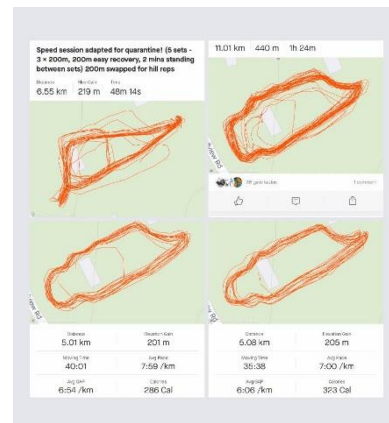 Speed session adapted for quarantine! (5 sets -
3 x 200m, 200m easy recovery, 2 mins standing
between sets) 200m swapped for hill reps
Distance Elev Gain Time
6.55 km 219 m 48m 14s
11.01 km 440 m 1h 24m
view Rd
Distance Elevation Gain
5.01 km 201 m
Moving Time Avg Pace
40:01 7:59 /km
Avg GAP Calories
6:54 /km 286 Cal
Distance Elevation Gain
5.08 km 205 m
Moving Time Avg Pace
35:38 7:00 /km
Avg GAP Calories
6:06 /km 323 Cal